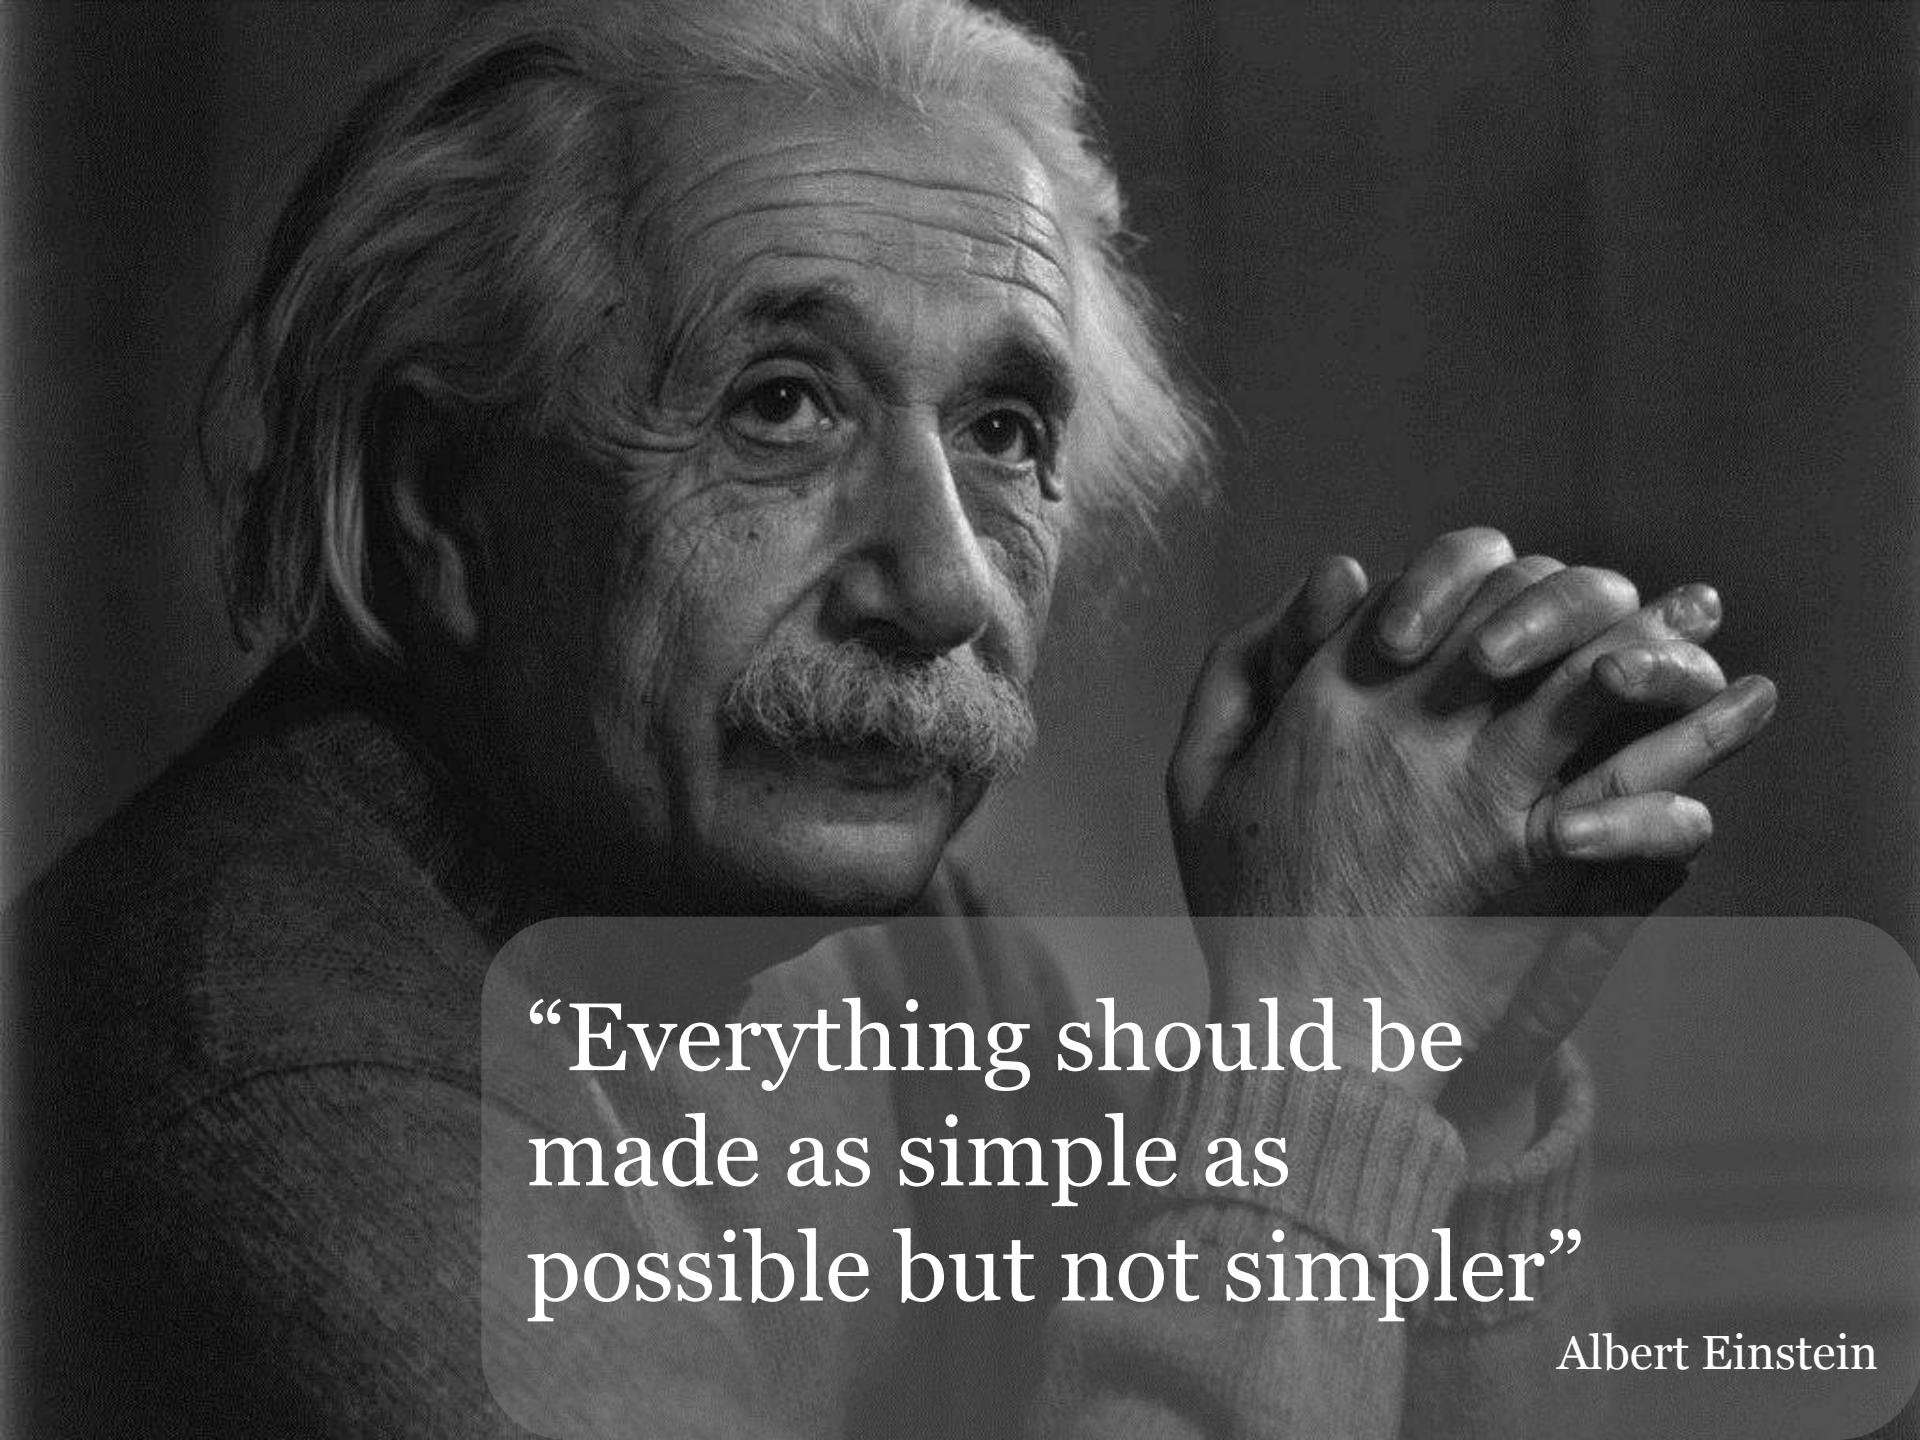 “Everything should be
made as simple as
possible but not simpler”
Albert Einstein